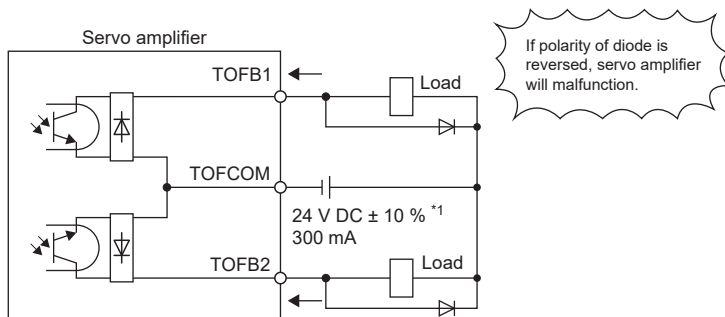 Servo amplifier
If polarity of diode is
reversed, servo amplifier
will malfunction.
TOFB1
Load
TOFCOM
24 V DC ± 10 % *1
300 mA
TOFB2
Load